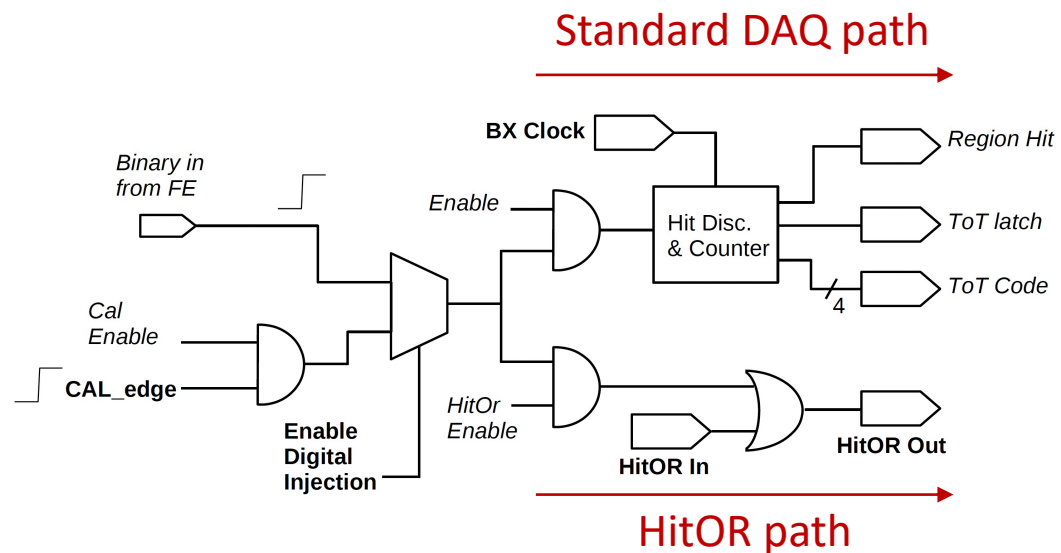 Standard DAQ path
BX Clock
Region Hit
Binary in
from FE
Enable
Hit Disc.
& Counter
ToT latch
ToT Code
4
Cal
Enable
CAL_edge
HitOr
Enable
Enable
Digital
Injection
HitOR In
HitOR Out
HitOR path